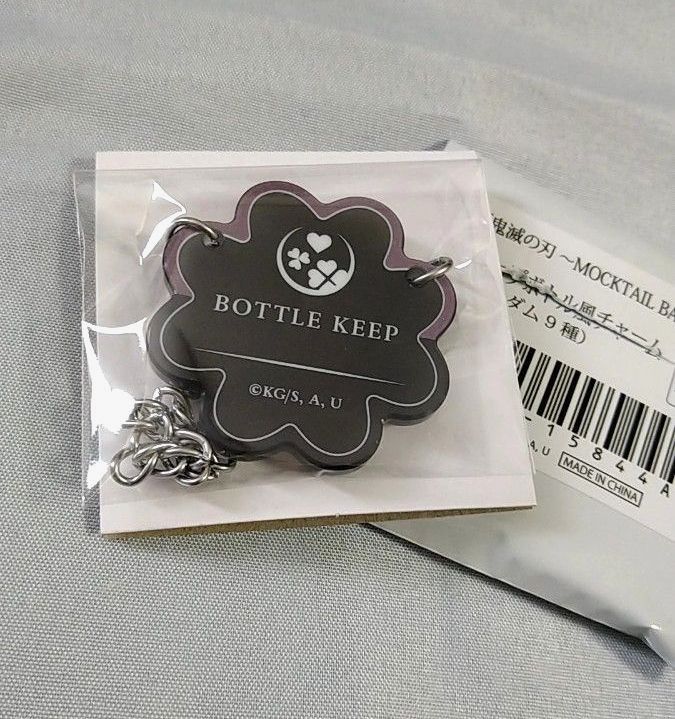 BOTTLE KEEP
©KG/S, A, U
滅の刃 ～MOCKTAIL BA
ボトル風チャーム
ダム9種）
15844A
A, U
MADE IN CHINA